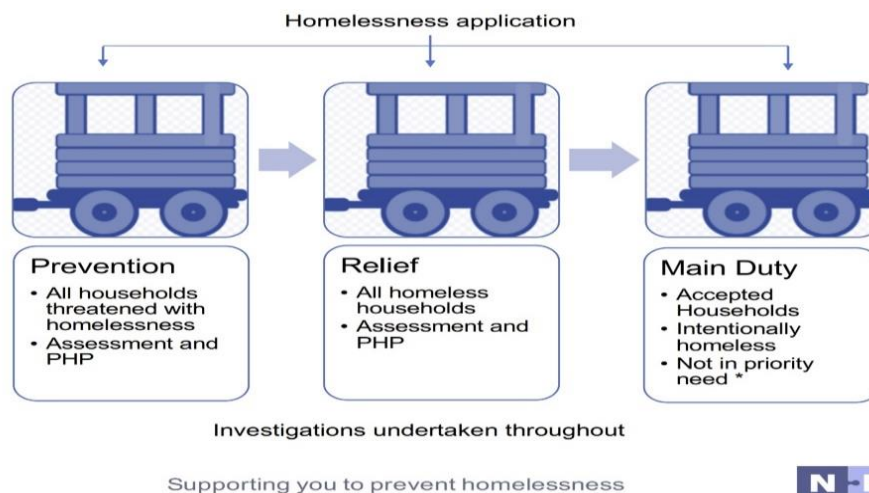 Homelessness application
Prevention
• All households
threatened with
homelessness
• Assessment and
PHP
Relief
• All homeless
households
• Assessment and
PHP
Main Duty
• Accepted
Households
• Intentionally
homeless
• Not in priority
need *
Investigations undertaken throughout
Supporting you to prevent homelessness
N